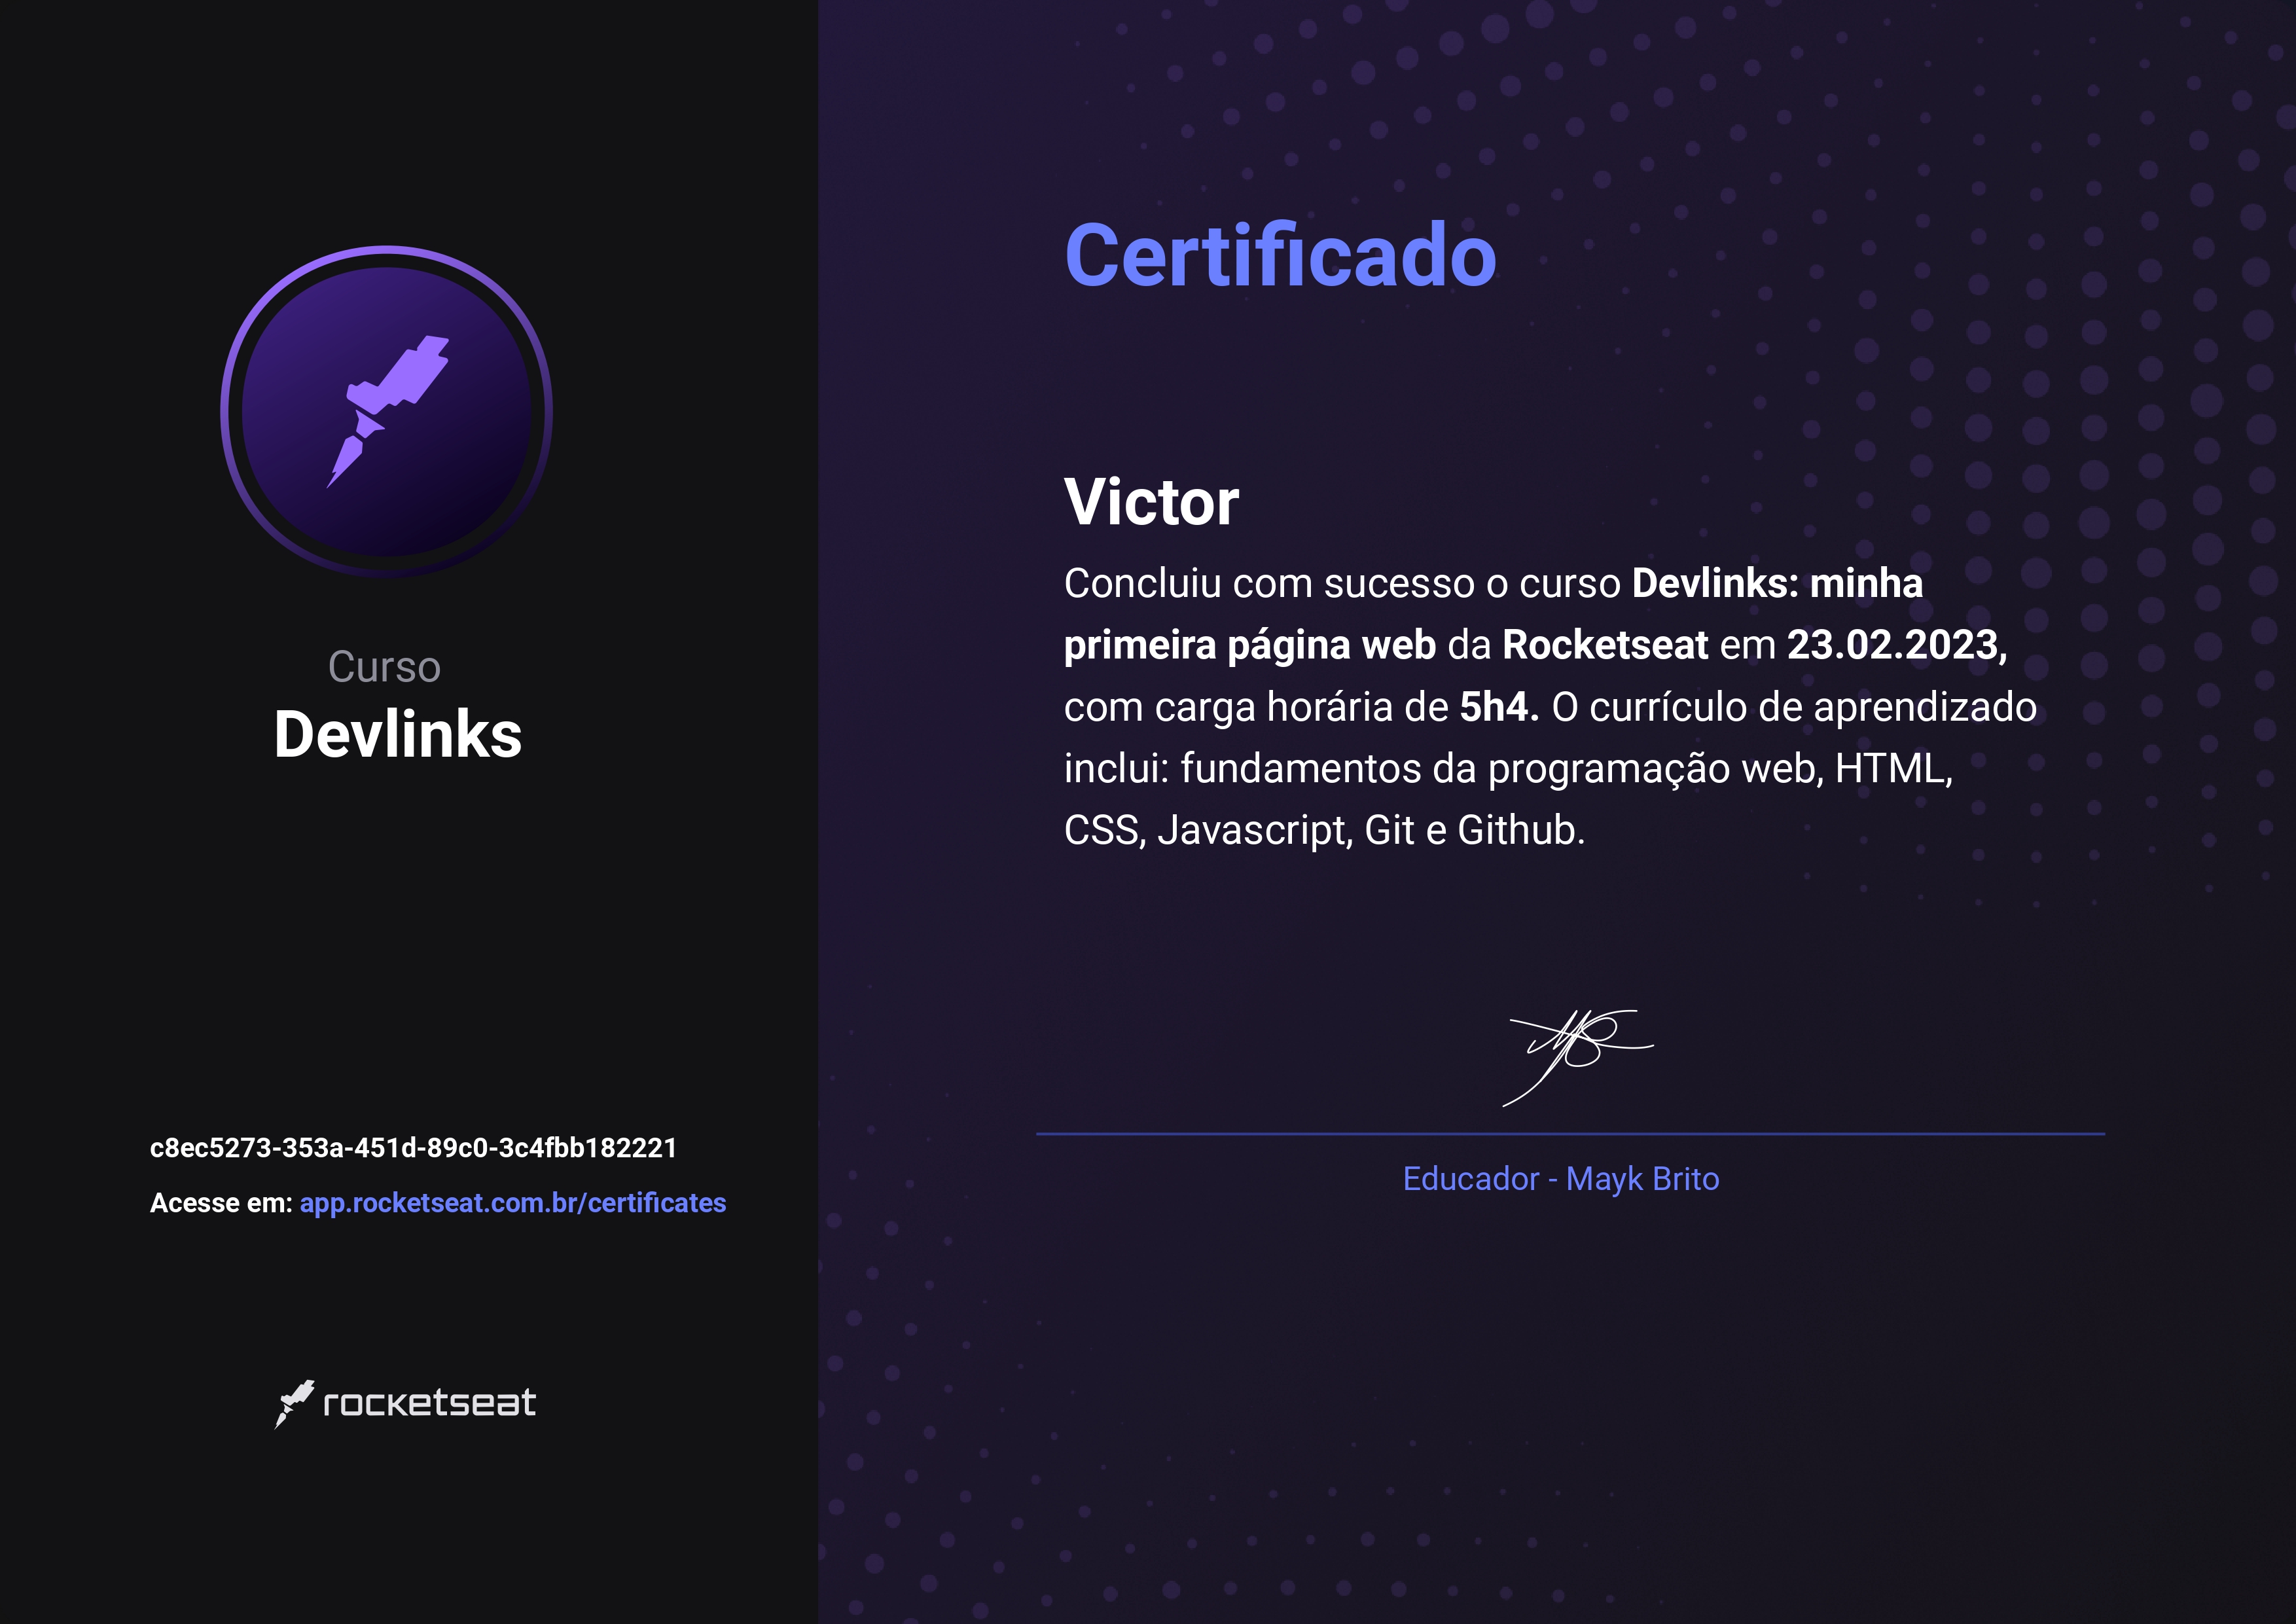 Curso
Devlinks
c8ec5273-353a-451d-89c0-3c4fbb182221
Acesse em: app.rocketseat.com.br/certificates
rocketseat
Certificado
Victor
Concluiu com sucesso o curso Devlinks: minha
primeira página web da Rocketseat em 23.02.2023,
com carga horária de 5h4. O currículo de aprendizado
inclui: fundamentos da programação web, HTML,
CSS, Javascript, Git e Github.
Educador - Mayk Brito